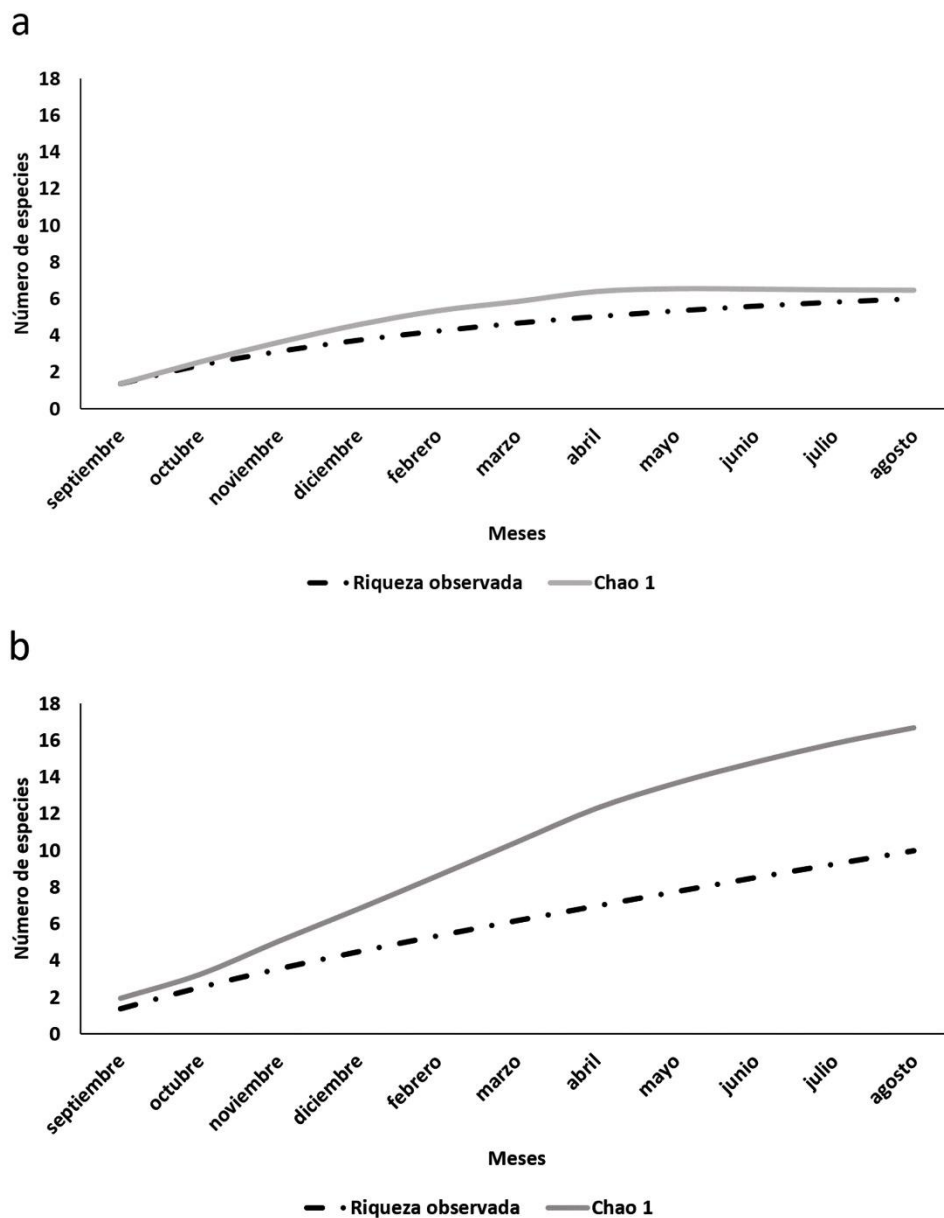 a
18
16
14
12
10
8
6
4
2
0
Número de especies
septiembre
octubre
noviembre
diciembre
febrero
marzo
abril
mayo
junio
julio
agosto
Meses
Riqueza observada Chao 1
b
18
16
14
12
10
8
6
4
2
0
Número de especies
septiembre
octubre
noviembre
diciembre
febrero
marzo
abril
mayo
junio
julio
agosto
Meses
Riqueza observada Chao 1